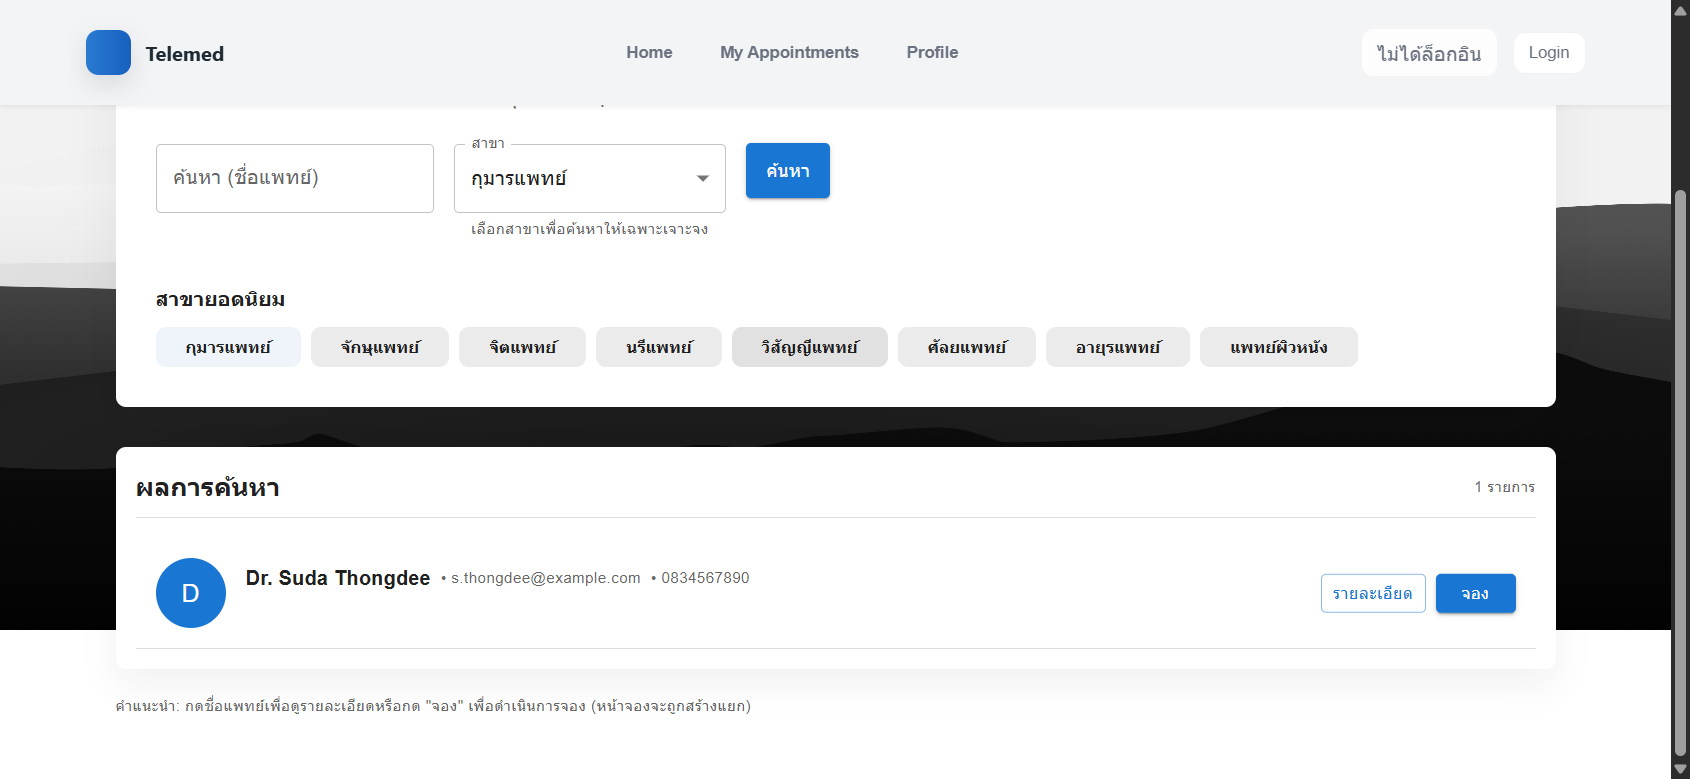 Telemed
Home
My Appointments
Profile
ไม่ได้ล็อกอิน
Login
ค้นหา (ชื่อแพทย์)
สาขา
กุมารแพทย์
ค้นหา
เลือกสาขาเพื่อค้นหาให้เฉพาะเจาะจง
สาขายอดนิยม
กุมารแพทย์
จักษุแพทย์
จิตแพทย์
นรีแพทย์
วิสัญญีแพทย์
ศัลยแพทย์
อายุรแพทย์
แพทย์ผิวหนัง
ผลการค้นหา
1 รายการ
D
Dr. Suda Thongdee • s.thongdee@example.com • 0834567890
รายละเอียด
จอง
คำแนะนำ: กดชื่อแพทย์เพื่อดูรายละเอียดหรือกด "จอง" เพื่อดำเนินการจอง (หน้าจองจะถูกสร้างแยก)